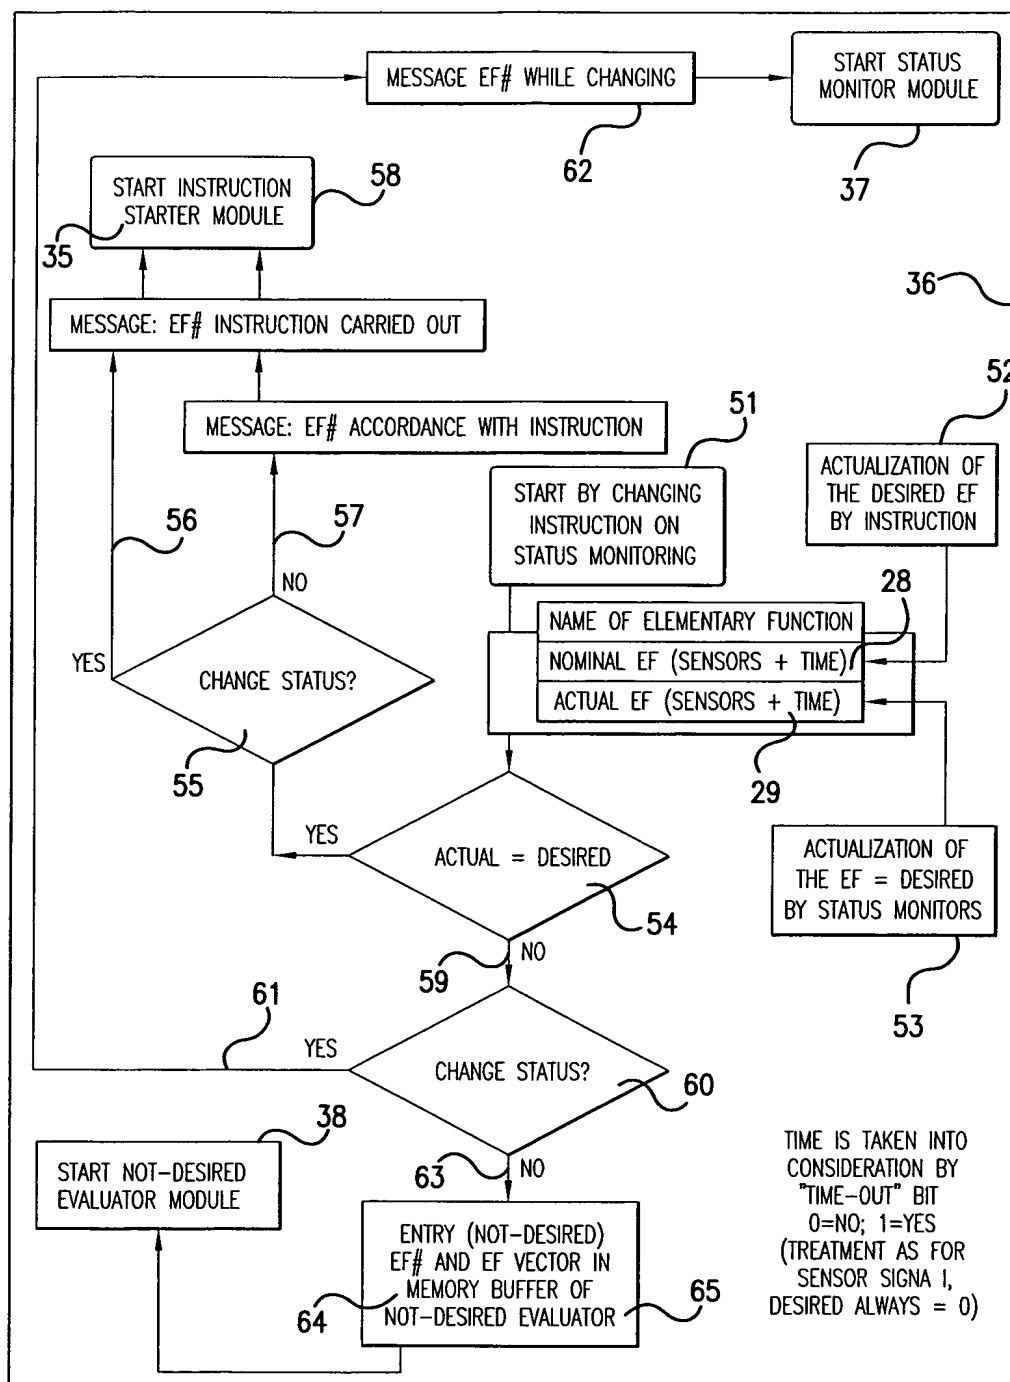 MESSAGE EF# WHILE CHANGING
START STATUS
MONITOR MODULE
62
37
START INSTRUCTION
STARTER MODULE
58
35
36
MESSAGE: EF# INSTRUCTION CARRIED OUT
52
51
MESSAGE: EF# ACCORDANCE WITH INSTRUCTION
ACTUALIZATION OF
THE DESIRED EF
BY INSTRUCTION
START BY CHANGING
INSTRUCTION ON
STATUS MONITORING
56
57
NO
28
NAME OF ELEMENTARY FUNCTION
NOMINAL EF (SENSORS + TIME)
ACTUAL EF (SENSORS + TIME)
YES
CHANGE STATUS?
55
29
YES
ACTUAL = DESIRED
54
ACTUALIZATION OF
THE EF = DESIRED
BY STATUS MONITORS
53
59
NO
61
YES
CHANGE STATUS?
60
38
63
NO
START NOT-DESIRED
EVALUATOR MODULE
ENTRY (NOT-DESIRED)
EF# AND EF VECTOR IN
MEMORY BUFFER OF
NOT-DESIRED EVALUATOR
64
65
TIME IS TAKEN INTO
CONSIDERATION BY
"TIME-OUT" BIT
0=NO; 1=YES
(TREATMENT AS FOR
SENSOR SIGNA I,
DESIRED ALWAYS = 0)